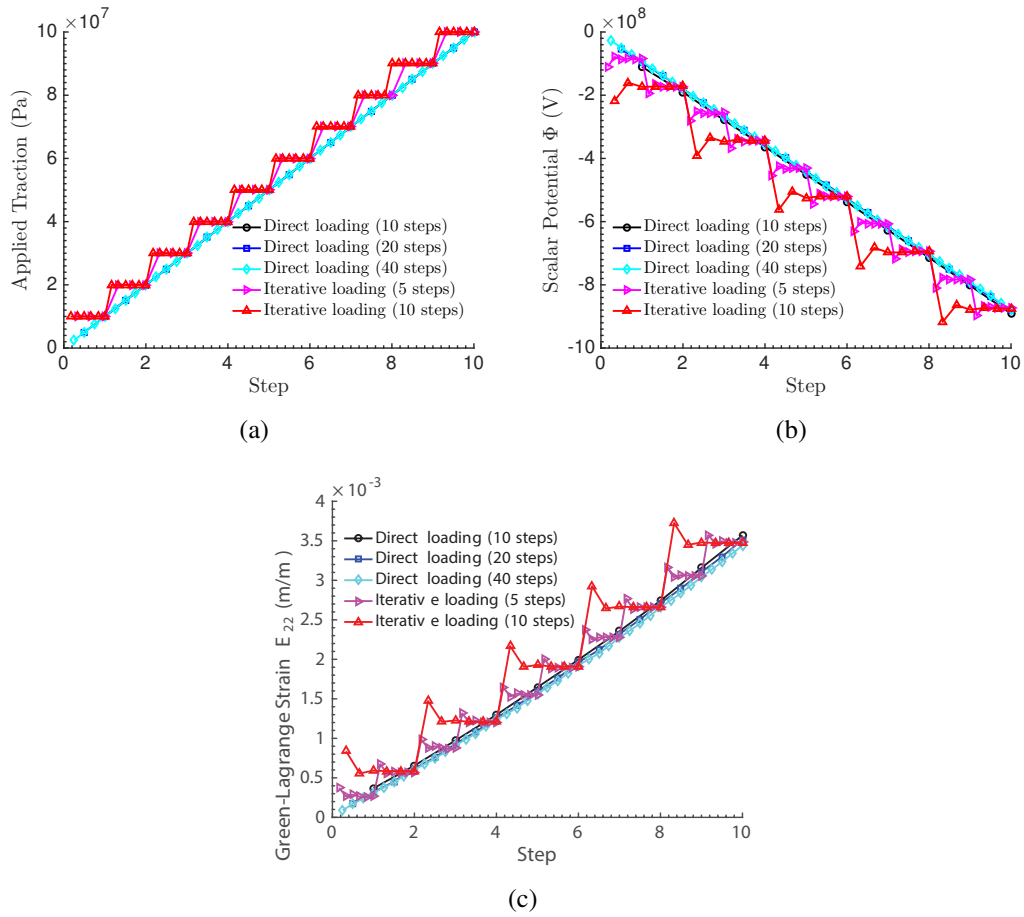 ×10^7
10
8
6
4
2
0
Applied Traction (Pa)
Direct loading (10 steps)
Direct loading (20 steps)
Direct loading (40 steps)
Iterative loading (5 steps)
Iterative loading (10 steps)
0 2 4 6 8 10
Step
(a)
×10^8
0
-2
-4
-6
-8
-10
Scalar Potential Φ (V)
Direct loading (10 steps)
Direct loading (20 steps)
Direct loading (40 steps)
Iterative loading (5 steps)
Iterative loading (10 steps)
0 2 4 6 8 10
Step
(b)
×10^-3
4
3.5
3
2.5
2
1.5
1
0.5
0
Green-Lagrange Strain E 22 (m/m)
Direct loading (10 steps)
Direct loading (20 steps)
Direct loading (40 steps)
Iterativ e loading (5 steps)
Iterativ e loading (10 steps)
0 2 4 6 8 10
Step
(c)